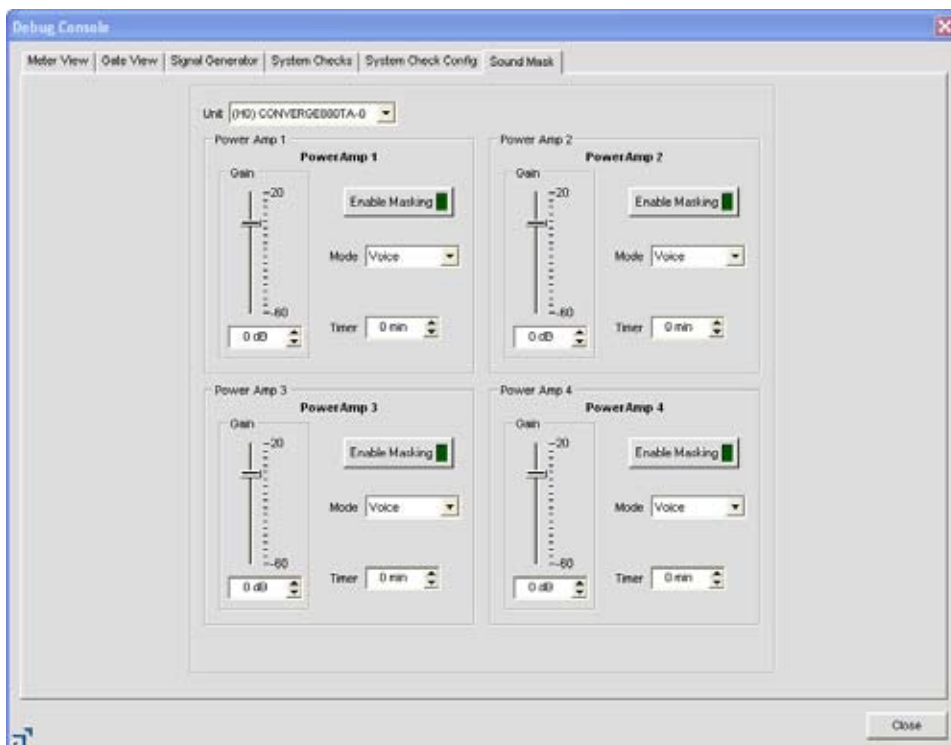 Debug Console
Meter View Gate View Signal Generator System Checks System Check Config Sound Mask
Unit (H0) CONVERGE880TA-0
Power Amp 1
PowerAmp 1
Gain
-20
-60
0 dB
Enable Masking
Mode Voice
Timer 0 min
Power Amp 2
PowerAmp 2
Gain
-20
-60
0 dB
Enable Masking
Mode Voice
Timer 0 min
Power Amp 3
PowerAmp 3
Gain
-20
-60
0 dB
Enable Masking
Mode Voice
Timer 0 min
Power Amp 4
PowerAmp 4
Gain
-20
-60
0 dB
Enable Masking
Mode Voice
Timer 0 min
Close